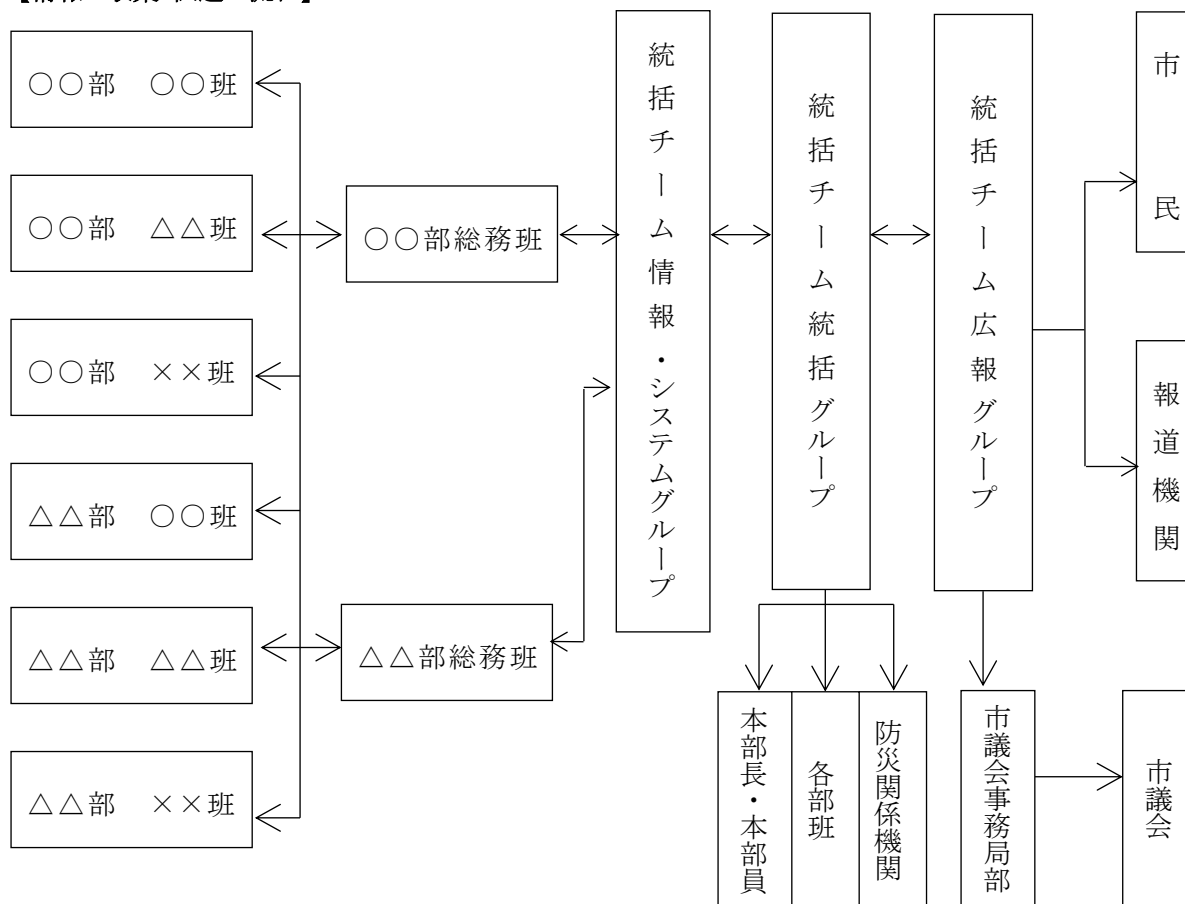 ○○部　○○班
○○部　△△班
○○部　××班
△△部　○○班
△△部　△△班
△△部　××班
○○部総務班
△△部総務班
統括チーム情報・システムグループ
統括チーム統括グループ
統括チーム広報グループ
市民
報道機関
本部長・本部員
各部班
防災関係機関
市議会事務局部
市議会